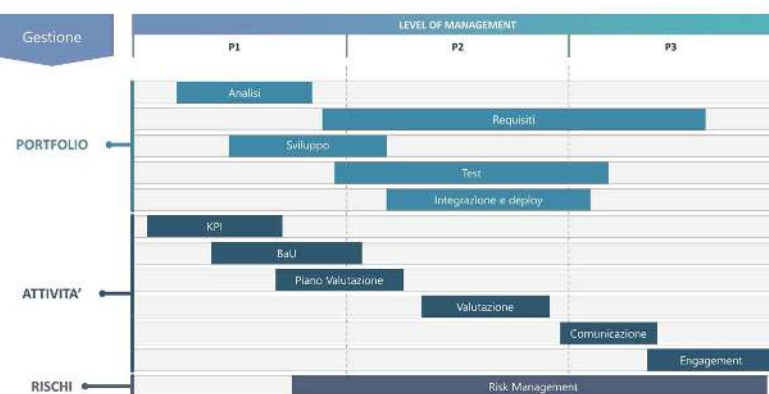 Gestione
LEVEL OF MANAGEMENT
P1 P2 P3
PORTFOLIO
Analisi
Requisiti
Sviluppo
Test
Integrazione e deploy
ATTIVITA'
KPI
BaU
Piano Valutazione
Valutazione
Comunicazione
Engagement
RISCHI
Risk Management